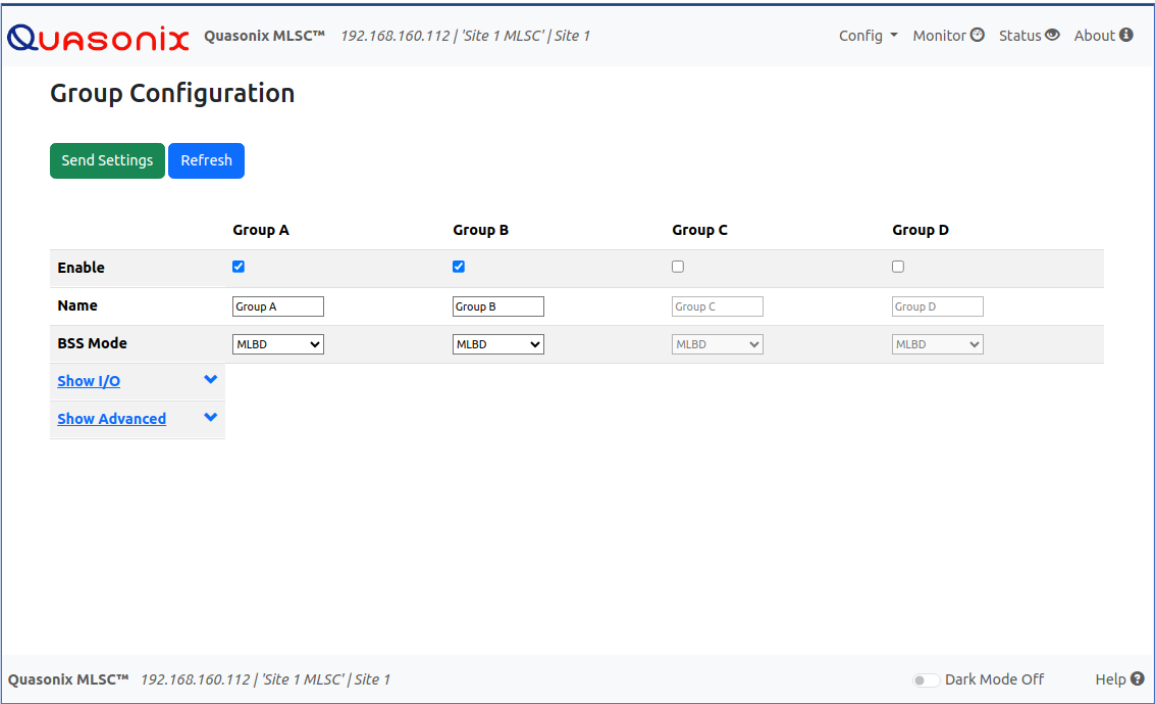 Quasonix Quasonix MLSC™ 192.168.160.112 | 'Site 1 MLSC' | Site 1 Config Monitor Status About
Group Configuration
Send Settings Refresh
Group A Group B Group C Group D
Enable
Name Group A Group B Group C Group D
BSS Mode MLBD MLBD MLBD MLBD
Show I/O
Show Advanced
Quasonix MLSC™ 192.168.160.112 | 'Site 1 MLSC' | Site 1 Dark Mode Off Help